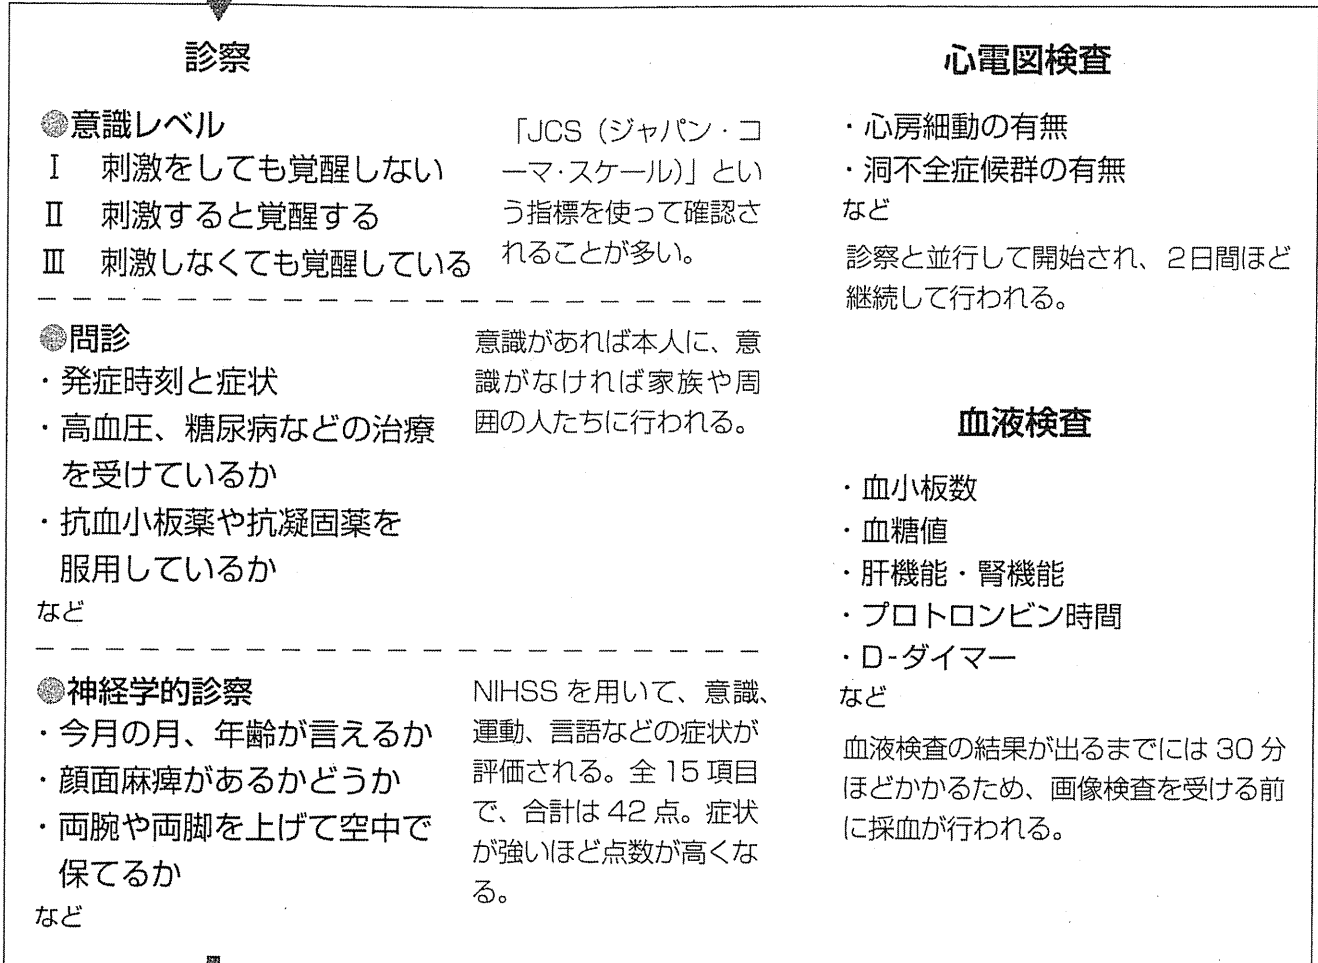 診察
●意識レベル
Ⅰ　刺激をしても覚醒しない
Ⅱ　刺激すると覚醒する
Ⅲ　刺激しなくても覚醒している
「JCS（ジャパン・コ
ーマ・スケール）」とい
う指標を使って確認さ
れることが多い。
●問診
・発症時刻と症状
・高血圧、糖尿病などの治療
を受けているか
・抗血小板薬や抗凝固薬を
服用しているか
など
意識があれば本人に、意
識がなければ家族や周
囲の人たちに行われる。
●神経学的診察
・今月の月、年齢が言えるか
・顔面麻痺があるかどうか
・両腕や両脚を上げて空中で
保てるか
など
NIHSS を用いて、意識、
運動、言語などの症状が
評価される。全 15 項目
で、合計は 42 点。症状
が強いほど点数が高くな
る。
心電図検査
・心房細動の有無
・洞不全症候群の有無
など
診察と並行して開始され、2日間ほど
継続して行われる。
血液検査
・血小板数
・血糖値
・肝機能・腎機能
・プロトロンビン時間
・D-ダイマー
など
血液検査の結果が出るまでには 30 分
ほどかかるため、画像検査を受ける前
に採血が行われる。